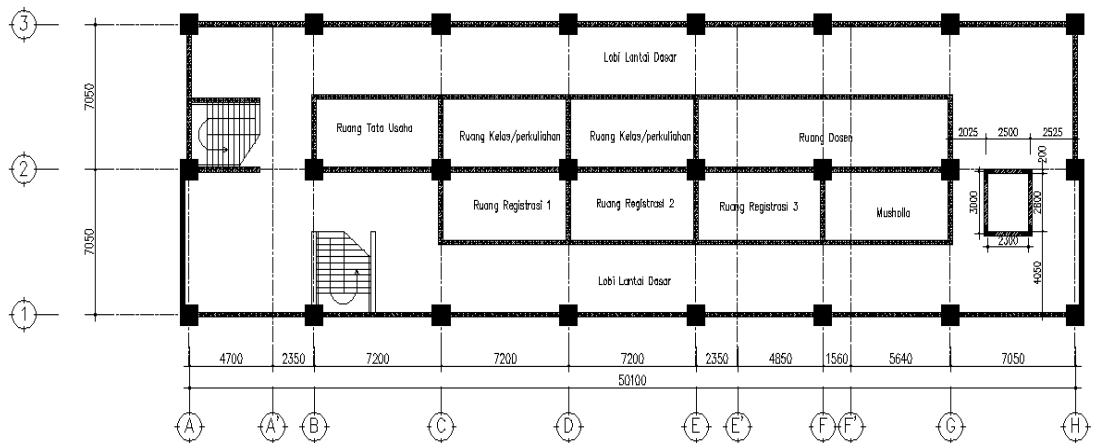 3
Lobi Lantai Dasar
7050
Ruang Tata Usaha
Ruang Kelas/perkuliahan
Ruang Kelas/perkuliahan
Ruang Dosen
2025
2500
2525
2
200
Ruang Registrasi 1
Ruang Registrasi 2
Ruang Registrasi 3
Musholla
3000
2800
2300
7050
Lobi Lantai Dasar
4050
1
4700
2350
7200
7200
7200
2350
4850
1560
5640
7050
50100
A
A'
B
C
D
E
E'
F
F'
G
H